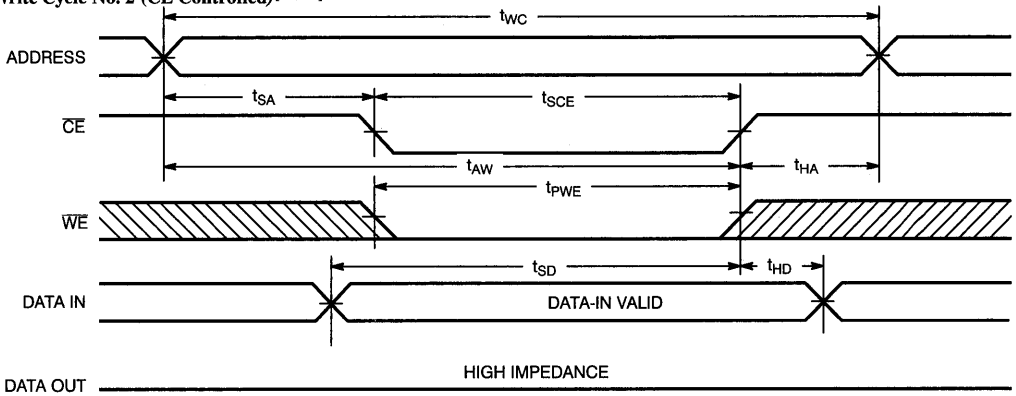 Write Cycle No. 2 (CE Controlled)
tWC
ADDRESS
tSA
tSCE
CE
tAW
tHA
tPWE
WE
tSD
tHD
DATA IN
DATA-IN VALID
HIGH IMPEDANCE
DATA OUT